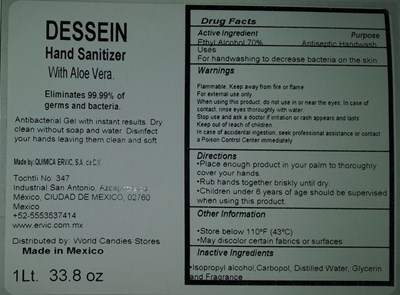 DESSEIN
Hand Sanitizer
With Aloe Vera.
Eliminates 99.99% of
germs and bacteria.
Antibacterial Gel with instant results. Dry
clean without soap and water. Disinfect
your hands leaving them clean and soft
Made by: QUIMICA ERVIC, S.A. de C.V.
Tochtli No. 347
Industrial San Antonio,
México, CIUDAD DE MEXICO, 02760
Mexico
+52-5553537414
www.ervic.com.mx
Distributed by: World Candies Stores
Made in Mexico
1Lt. 33.8 oz
Drug Facts
Active Ingredient Purpose
Ethyl Alcohol 70% Antiseptic Handwash
Uses
For handwashing to decrease bacteria on the skin
Warnings
Flammable. Keep away from fire or flame
For external use only
When using this product, do not use in or near the eyes. In case of
contact, rinse eyes thoroughly with water.
Stop use and ask a doctor if irritation or rash appears and lasts
Keep out of reach of children
In case of accidental ingestion, seek professional assistance or contact
a Poison Control Center immediately
Directions
•Place enough product in your palm to thoroughly
cover your hands.
•Rub hands together briskly until dry.
•Children under 6 years of age should be supervised
when using this product.
Other Information
•Store below 110ºF (43ºC)
•May discolor certain fabrics or surfaces
Inactive Ingredients
•Isopropyl alcohol, Carbopol, Distilled Water, Glycerin
and Fragrance